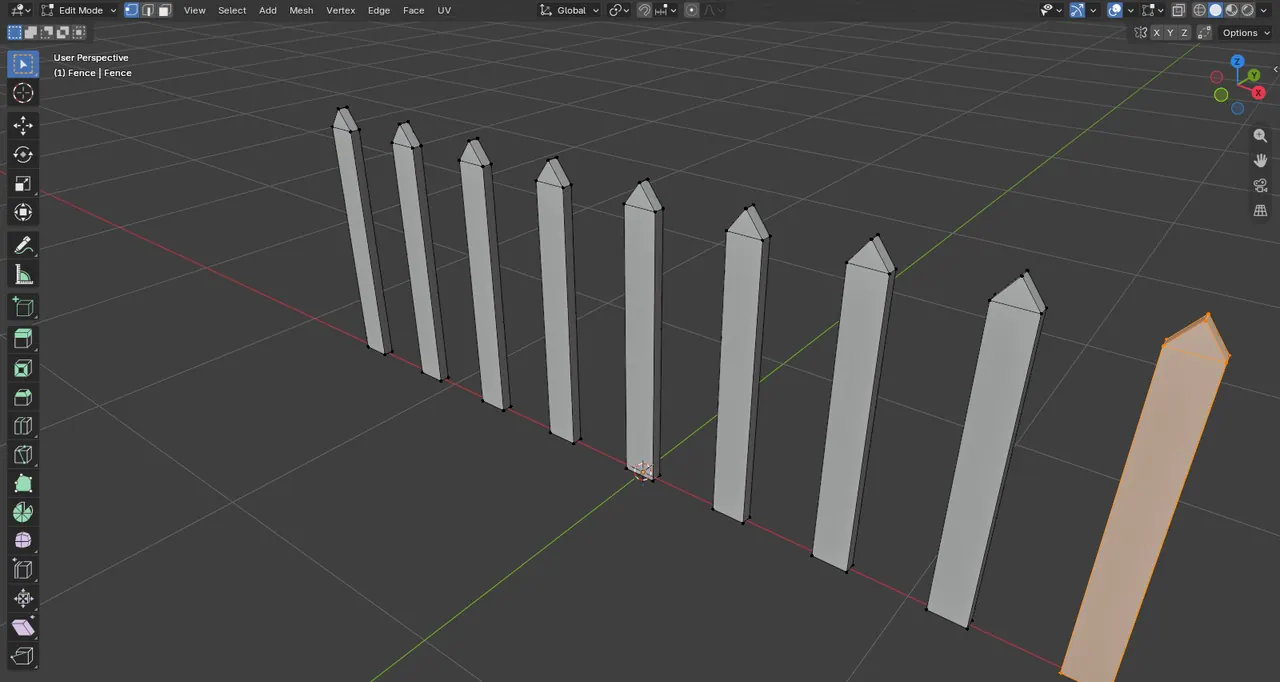 Edit Mode View Select Add Mesh Vertex Edge Face UV Global
X Y Z Options
User Perspective
(1) Fence | Fence
Z
Y
X